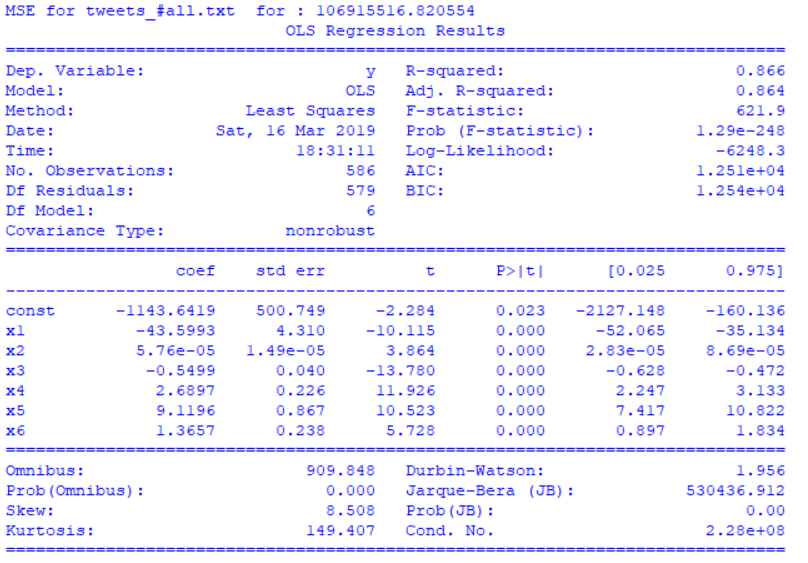 MSE for tweets_#all.txt  for : 106915516.820554
                            OLS Regression Results
==============================================================================
Dep. Variable:                      y   R-squared:                       0.866
Model:                            OLS   Adj. R-squared:                  0.864
Method:                 Least Squares   F-statistic:                     621.9
Date:                Sat, 16 Mar 2019   Prob (F-statistic):          1.29e-248
Time:                        18:31:11   Log-Likelihood:                -6248.3
No. Observations:                 586   AIC:                         1.251e+04
Df Residuals:                     579   BIC:                         1.254e+04
Df Model:                           6
Covariance Type:            nonrobust
==============================================================================
                 coef    std err          t      P>|t|      [0.025      0.975]
------------------------------------------------------------------------------
const      -1143.6419    500.749     -2.284      0.023   -2127.148    -160.136
x1           -43.5993      4.310    -10.115      0.000     -52.065     -35.134
x2           5.76e-05   1.49e-05      3.864      0.000    2.83e-05    8.69e-05
x3            -0.5499      0.040    -13.780      0.000      -0.628      -0.472
x4             2.6897      0.226     11.926      0.000       2.247       3.133
x5             9.1196      0.867     10.523      0.000       7.417      10.822
x6             1.3657      0.238      5.728      0.000       0.897       1.834
==============================================================================
Omnibus:                      909.848   Durbin-Watson:                   1.956
Prob(Omnibus):                  0.000   Jarque-Bera (JB):           530436.912
Skew:                           8.508   Prob(JB):                         0.00
Kurtosis:                     149.407   Cond. No.                     2.28e+08
==============================================================================